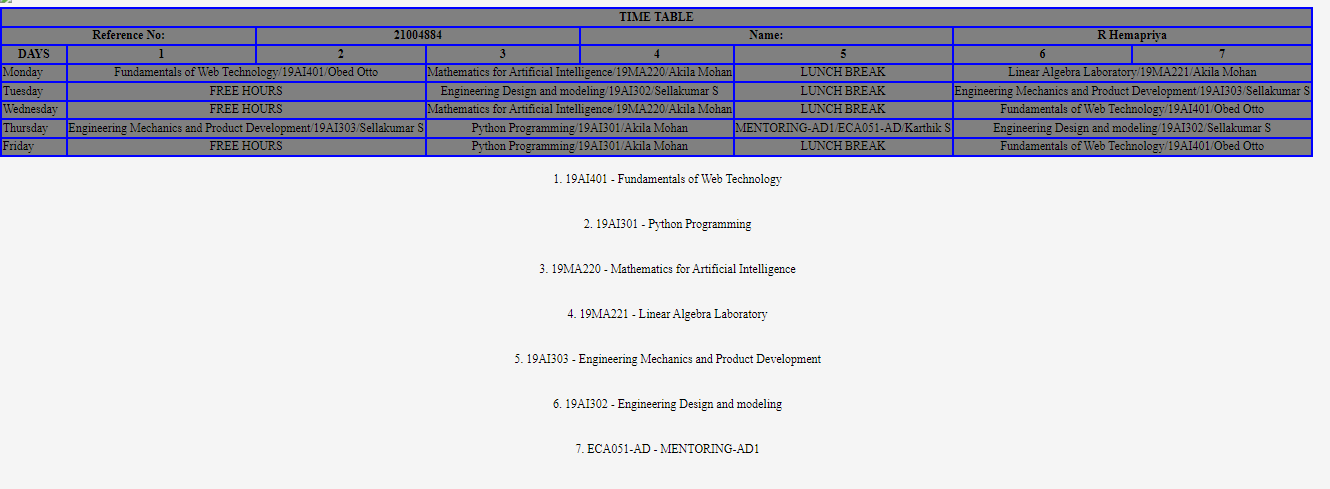 TIME TABLE
Reference No: 21004884 Name: R Hemapriya
DAYS 1 2 3 4 5 6 7
Monday Fundamentals of Web Technology/19AI401/Obed Otto Mathematics for Artificial Intelligence/19MA220/Akila Mohan LUNCH BREAK Linear Algebra Laboratory/19MA221/Akila Mohan
Tuesday FREE HOURS Engineering Design and modeling/19AI302/Sellakumar S LUNCH BREAK Engineering Mechanics and Product Development/19AI303/Sellakumar S
Wednesday FREE HOURS Mathematics for Artificial Intelligence/19MA220/Akila Mohan LUNCH BREAK Fundamentals of Web Technology/19AI401/Obed Otto
Thursday Engineering Mechanics and Product Development/19AI303/Sellakumar S Python Programming/19AI301/Akila Mohan MENTORING-AD1/ECA051-AD/Karthik S Engineering Design and modeling/19AI302/Sellakumar S
Friday FREE HOURS Python Programming/19AI301/Akila Mohan LUNCH BREAK Fundamentals of Web Technology/19AI401/Obed Otto
1. 19AI401 - Fundamentals of Web Technology
2. 19AI301 - Python Programming
3. 19MA220 - Mathematics for Artificial Intelligence
4. 19MA221 - Linear Algebra Laboratory
5. 19AI303 - Engineering Mechanics and Product Development
6. 19AI302 - Engineering Design and modeling
7. ECA051-AD - MENTORING-AD1